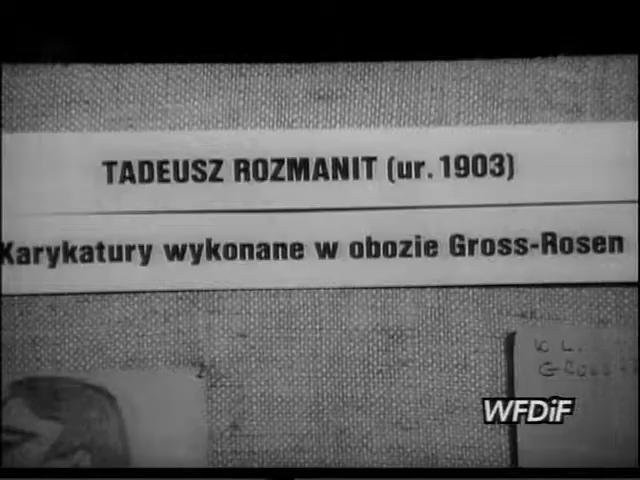 TADEUSZ ROZMANIT (ur. 1903)
Karykatury wykonane w obozie Gross-Rosen
K L.
WFDiF